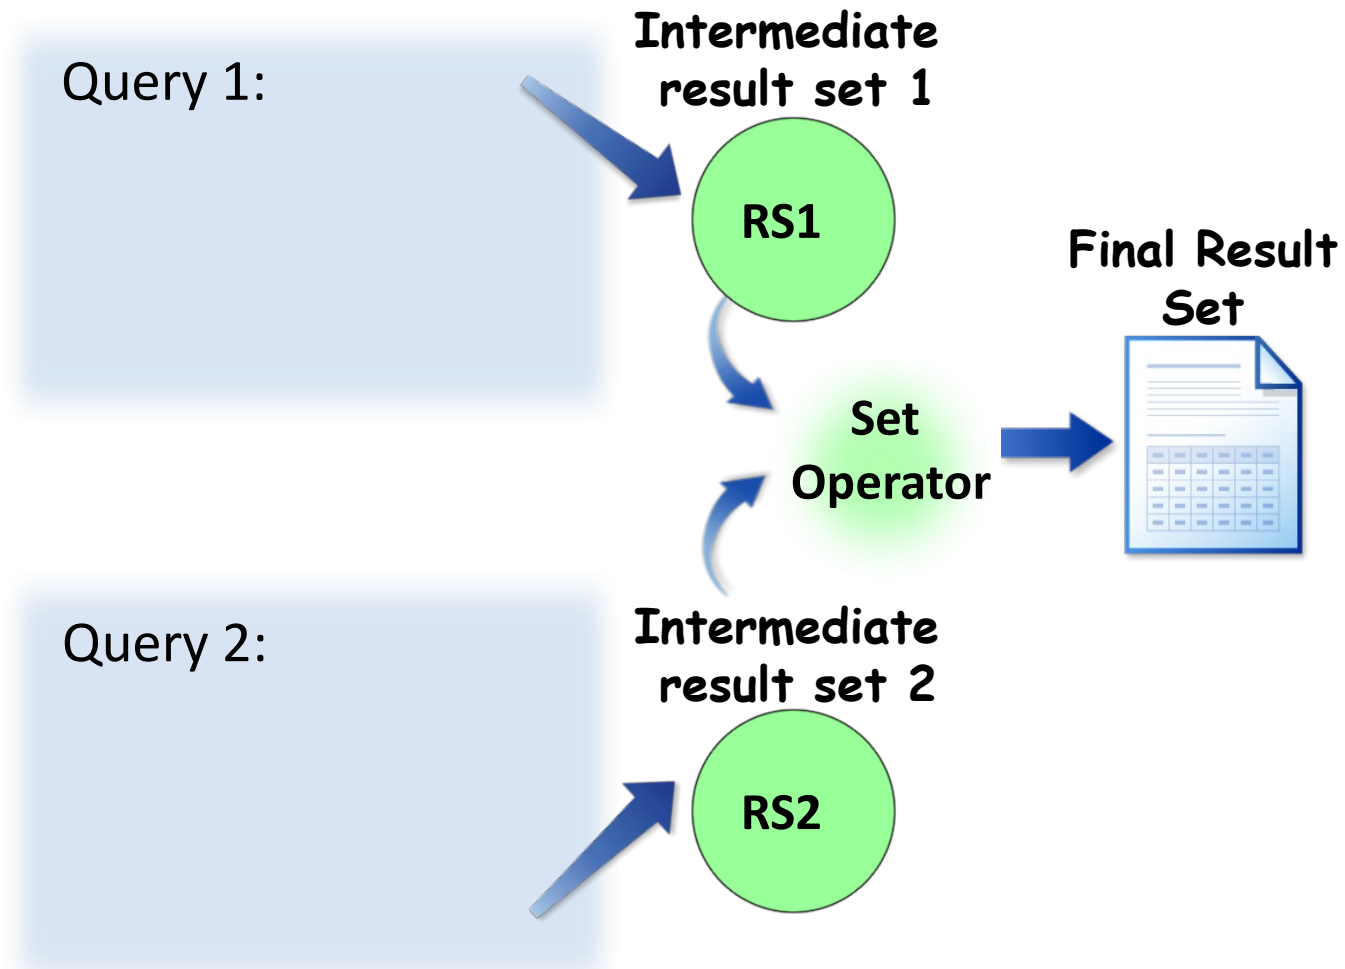 Query 1:
Intermediate
result set 1
RS1
Final Result
Set
Set
Operator
Query 2:
Intermediate
result set 2
RS2